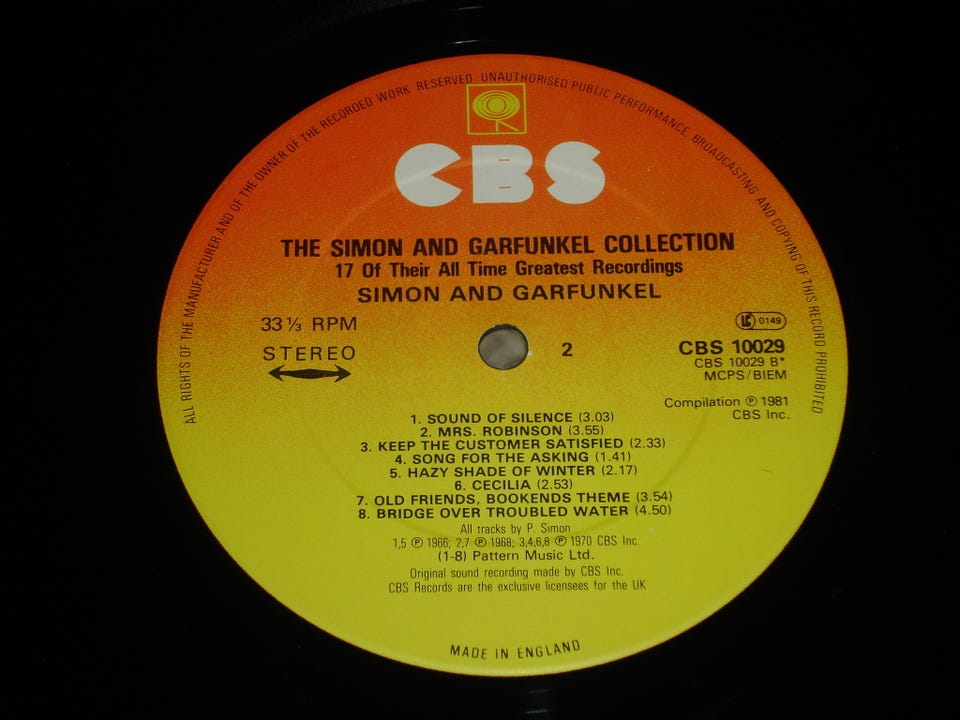 ALL RIGHTS OF THE MANUFACTURER AND OF THE OWNER OF THE RECORDED WORK RESERVED UNAUTHORISED PUBLIC PERFORMANCE BROADCASTING AND COPYING OF THIS RECORD PROHIBITED
CBS
THE SIMON AND GARFUNKEL COLLECTION
17 Of Their All Time Greatest Recordings
SIMON AND GARFUNKEL
33⅓ RPM
STEREO
2
LC 0149
CBS 10029
CBS 10029 B*
MCPS/BIEM
Compilation ℗ 1981
CBS Inc.
1. SOUND OF SILENCE (3.03)
2. MRS. ROBINSON (3.55)
3. KEEP THE CUSTOMER SATISFIED (2.33)
4. SONG FOR THE ASKING (1.41)
5. HAZY SHADE OF WINTER (2.17)
6. CECILIA (2.53)
7. OLD FRIENDS, BOOKENDS THEME (3.54)
8. BRIDGE OVER TROUBLED WATER (4.50)
All tracks by P. Simon
1,5 ℗ 1966; 2,7 ℗ 1968; 3,4,6,8 ℗ 1970 CBS Inc.
(1-8) Pattern Music Ltd.
Original sound recording made by CBS Inc.
CBS Records are the exclusive licensees for the UK
MADE IN ENGLAND